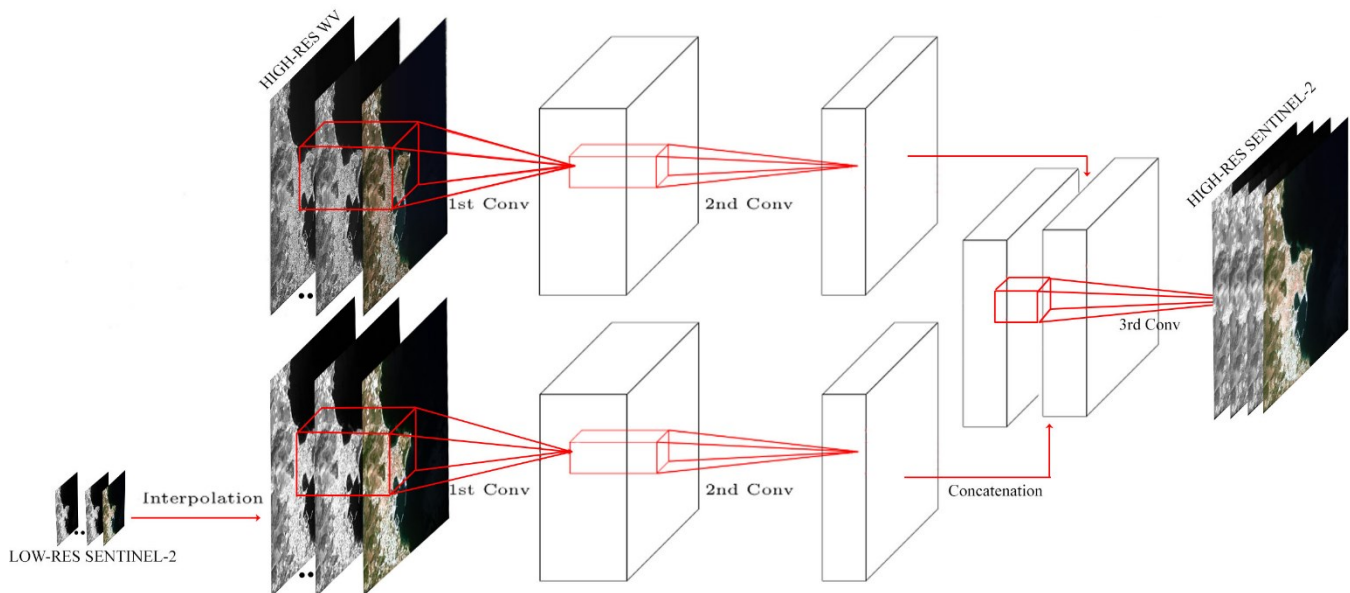 HIGH-RES WV
1st Conv
2nd Conv
HIGH-RES SENTINEL-2
3rd Conv
Interpolation
1st Conv
2nd Conv
Concatenation
LOW-RES SENTINEL-2